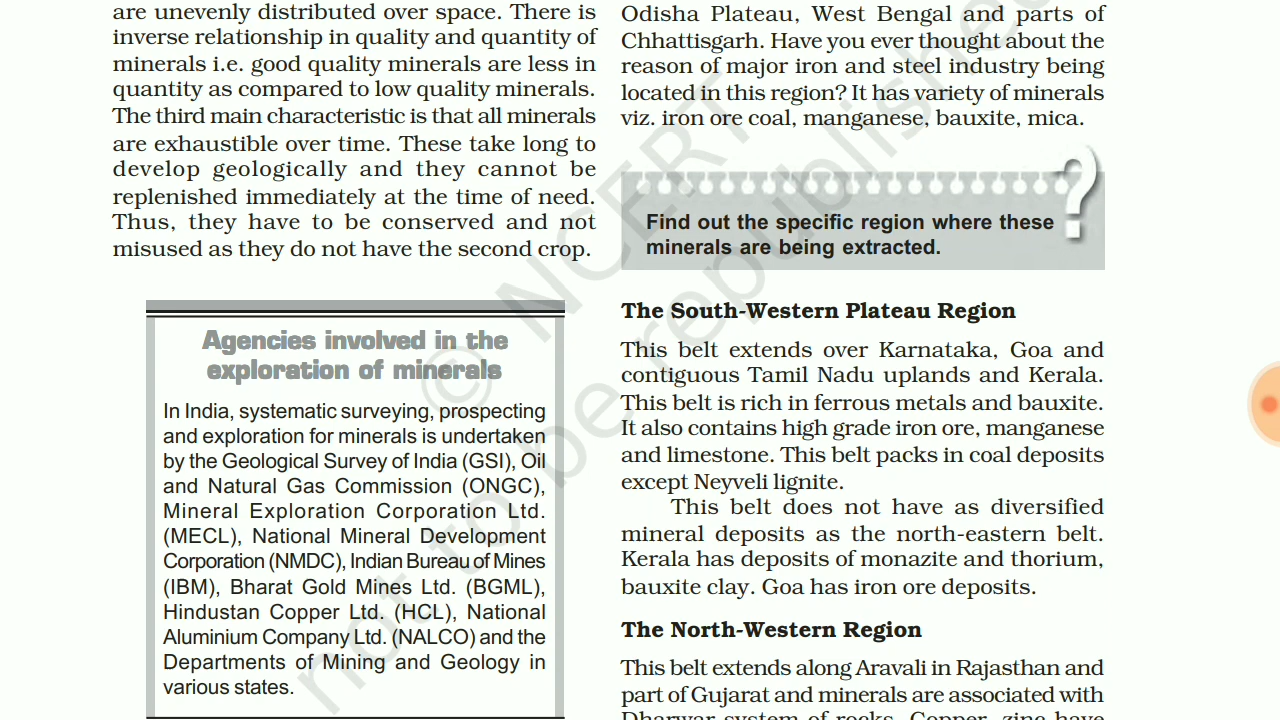 are unevenly distributed over space. There is
inverse relationship in quality and quantity of
minerals i.e. good quality minerals are less in
quantity as compared to low quality minerals.
The third main characteristic is that all minerals
are exhaustible over time. These take long to
develop geologically and they cannot be
replenished immediately at the time of need.
Thus, they have to be conserved and not
misused as they do not have the second crop.
Agencies involved in the
exploration of minerals
In India, systematic surveying, prospecting
and exploration for minerals is undertaken
by the Geological Survey of India (GSI), Oil
and Natural Gas Commission (ONGC),
Mineral Exploration Corporation Ltd.
(MECL), National Mineral Development
Corporation (NMDC), Indian Bureau of Mines
(IBM), Bharat Gold Mines Ltd. (BGML),
Hindustan Copper Ltd. (HCL), National
Aluminium Company Ltd. (NALCO) and the
Departments of Mining and Geology in
various states.
Odisha Plateau, West Bengal and parts of
Chhattisgarh. Have you ever thought about the
reason of major iron and steel industry being
located in this region? It has variety of minerals
viz. iron ore coal, manganese, bauxite, mica.
?
Find out the specific region where these
minerals are being extracted.
The South-Western Plateau Region
This belt extends over Karnataka, Goa and
contiguous Tamil Nadu uplands and Kerala.
This belt is rich in ferrous metals and bauxite.
It also contains high grade iron ore, manganese
and limestone. This belt packs in coal deposits
except Neyveli lignite.
This belt does not have as diversified
mineral deposits as the north-eastern belt.
Kerala has deposits of monazite and thorium,
bauxite clay. Goa has iron ore deposits.
The North-Western Region
This belt extends along Aravali in Rajasthan and
part of Gujarat and minerals are associated with
Dharwar system of rocks. Copper, zinc have
© NCERT
not to be republished